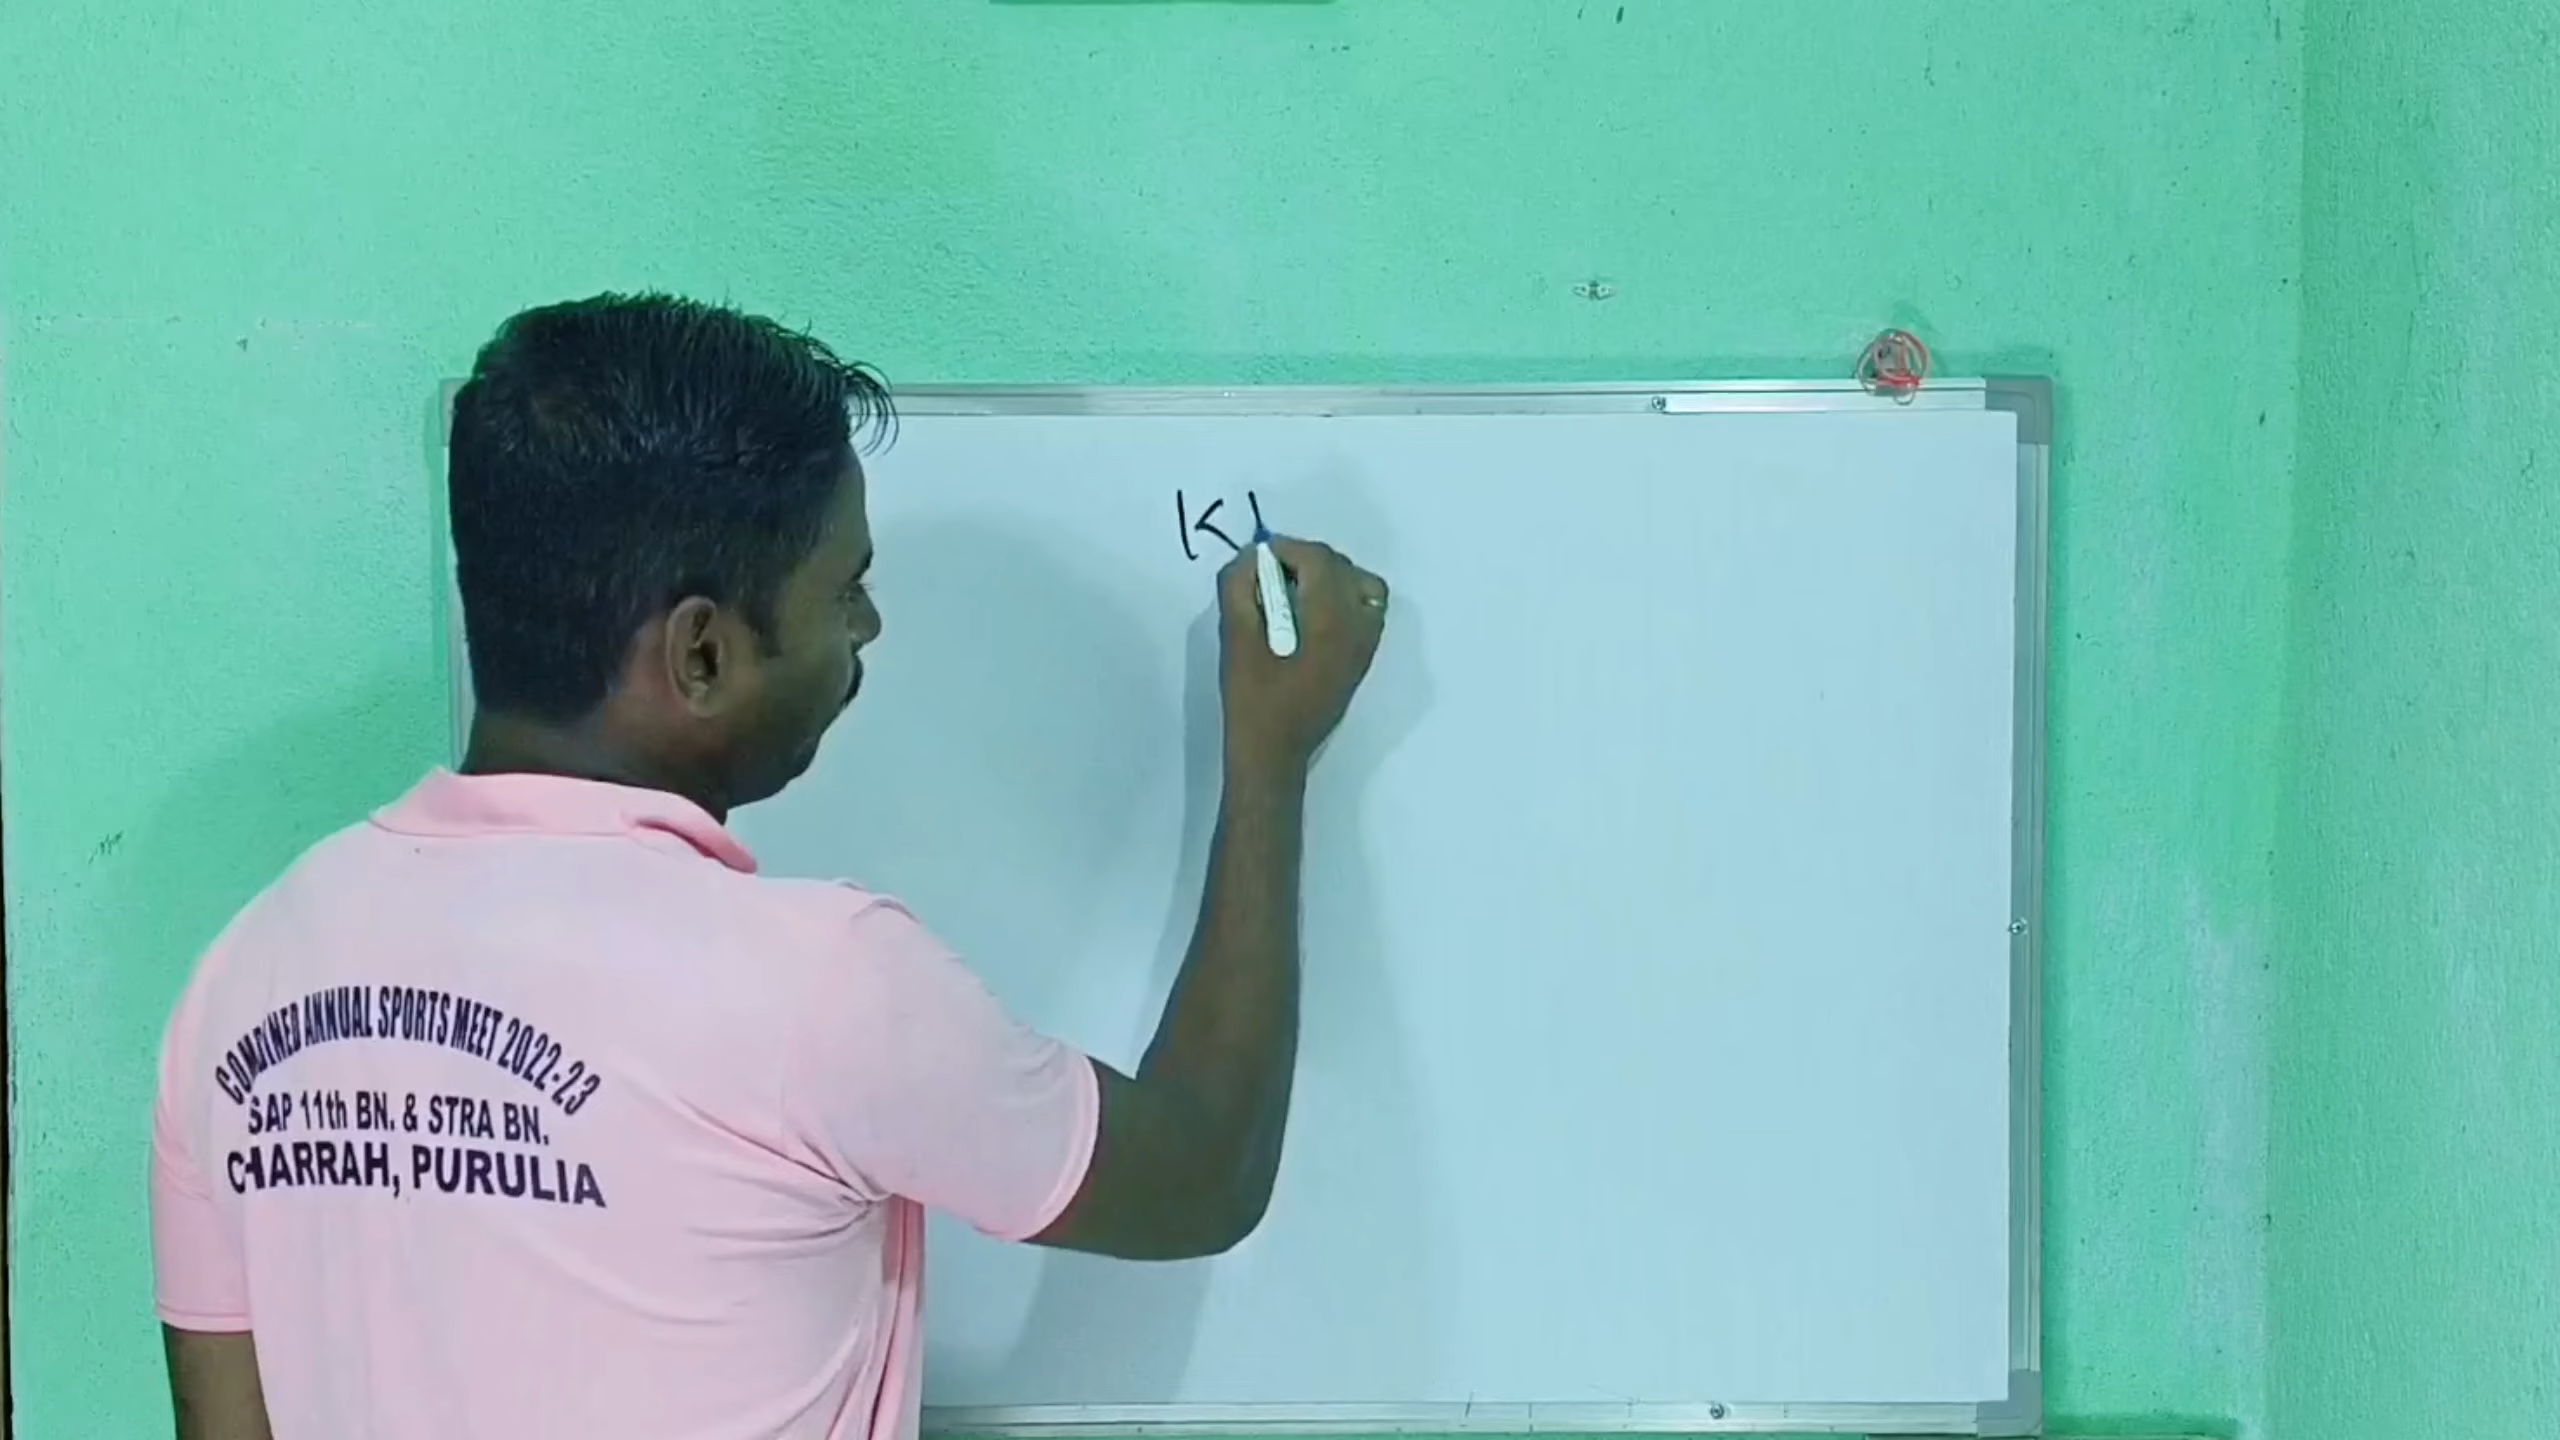 K
COMBINED ANNUAL SPORTS MEET 2022-23
SAP 11th BN. & STRA BN.
CHARRAH, PURULIA